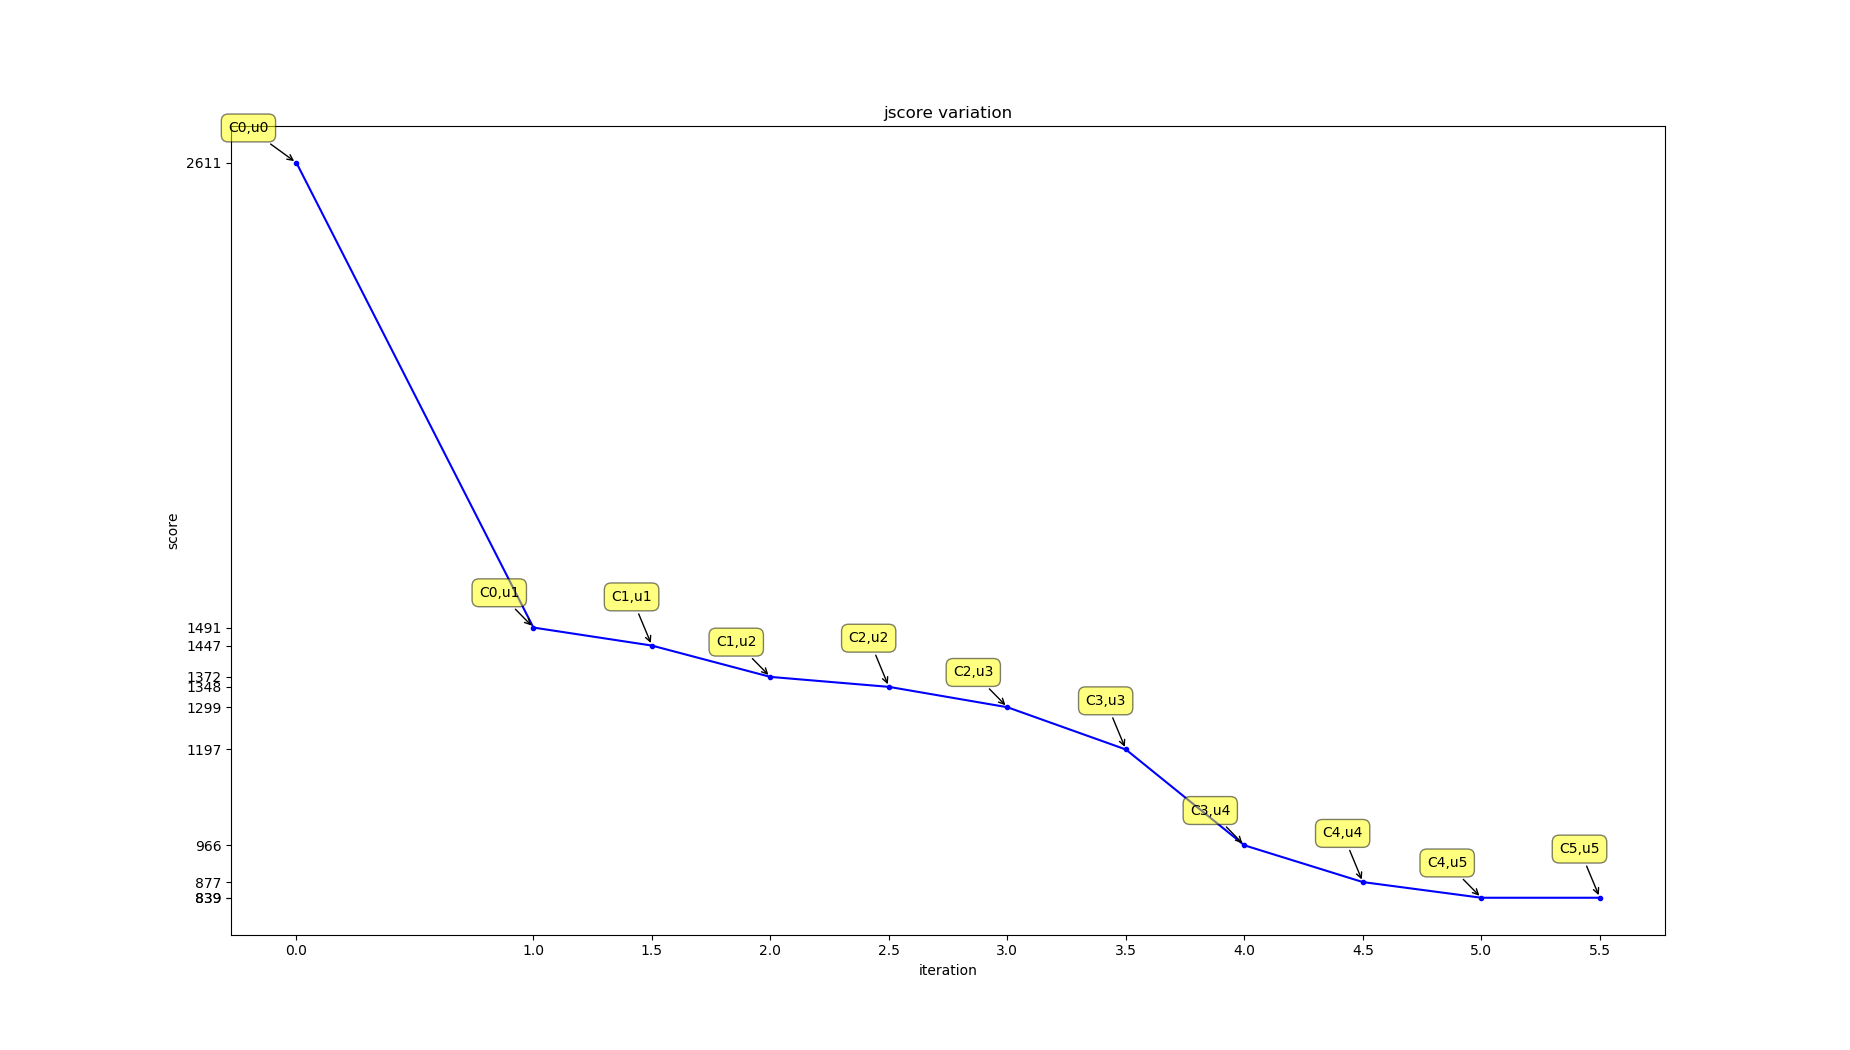 jscore variation
C0,u0
2611
score
C0,u1
C1,u1
C1,u2
C2,u2
C2,u3
C3,u3
C3,u4
C4,u4
C4,u5
C5,u5
1491
1447
1372
1348
1299
1197
966
877
839
0.0 1.0 1.5 2.0 2.5 3.0 3.5 4.0 4.5 5.0 5.5
iteration